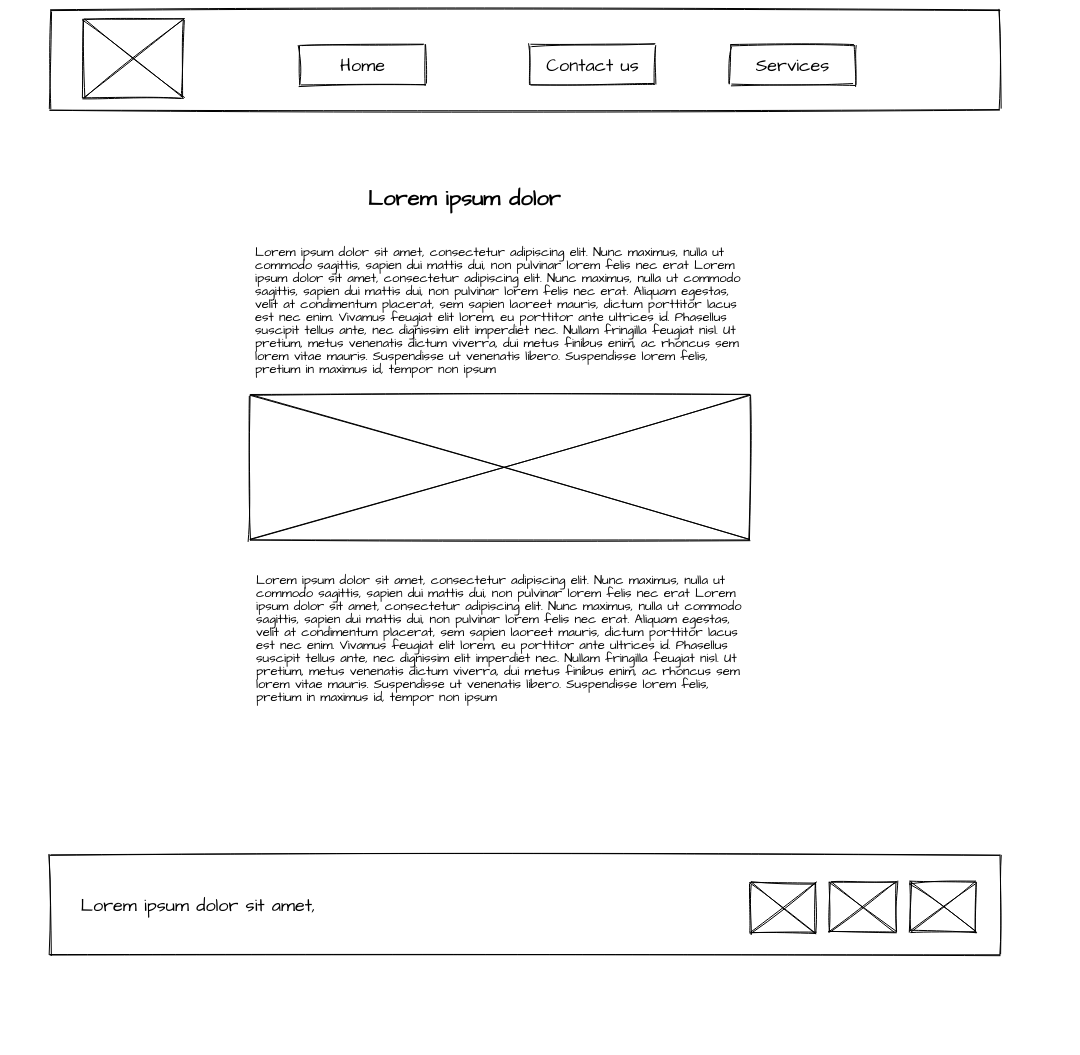 Home
Contact us
Services
Lorem ipsum dolor
Lorem ipsum dolor sit amet, consectetur adipiscing elit. Nunc maximus, nulla ut
commodo sagittis, sapien dui mattis dui, non pulvinar lorem felis nec erat Lorem
ipsum dolor sit amet, consectetur adipiscing elit. Nunc maximus, nulla ut commodo
sagittis, sapien dui mattis dui, non pulvinar lorem felis nec erat. Aliquam egestas,
velit at condimentum placerat, sem sapien laoreet mauris, dictum porttitor lacus
est nec enim. Vivamus feugiat elit lorem, eu porttitor ante ultrices id. Phasellus
suscipit tellus ante, nec dignissim elit imperdiet nec. Nullam fringilla feugiat nisl. Ut
pretium, metus venenatis dictum viverra, dui metus finibus enim, ac rhoncus sem
lorem vitae mauris. Suspendisse ut venenatis libero. Suspendisse lorem felis,
pretium in maximus id, tempor non ipsum
Lorem ipsum dolor sit amet, consectetur adipiscing elit. Nunc maximus, nulla ut
commodo sagittis, sapien dui mattis dui, non pulvinar lorem felis nec erat Lorem
ipsum dolor sit amet, consectetur adipiscing elit. Nunc maximus, nulla ut commodo
sagittis, sapien dui mattis dui, non pulvinar lorem felis nec erat. Aliquam egestas,
velit at condimentum placerat, sem sapien laoreet mauris, dictum porttitor lacus
est nec enim. Vivamus feugiat elit lorem, eu porttitor ante ultrices id. Phasellus
suscipit tellus ante, nec dignissim elit imperdiet nec. Nullam fringilla feugiat nisl. Ut
pretium, metus venenatis dictum viverra, dui metus finibus enim, ac rhoncus sem
lorem vitae mauris. Suspendisse ut venenatis libero. Suspendisse lorem felis,
pretium in maximus id, tempor non ipsum
Lorem ipsum dolor sit amet,